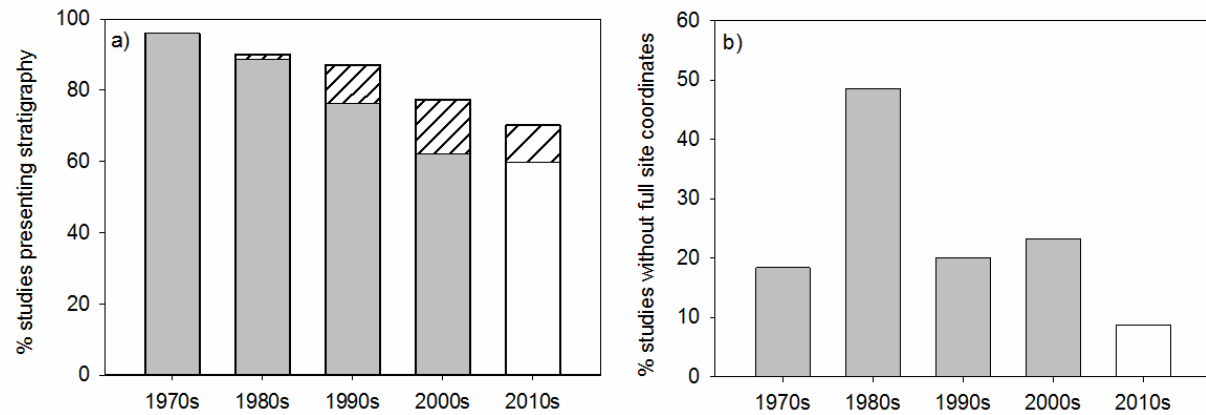 a)
% studies presenting stratigraphy
100
80
60
40
20
0
1970s 1980s 1990s 2000s 2010s
b)
% studies without full site coordinates
60
50
40
30
20
10
0
1970s 1980s 1990s 2000s 2010s